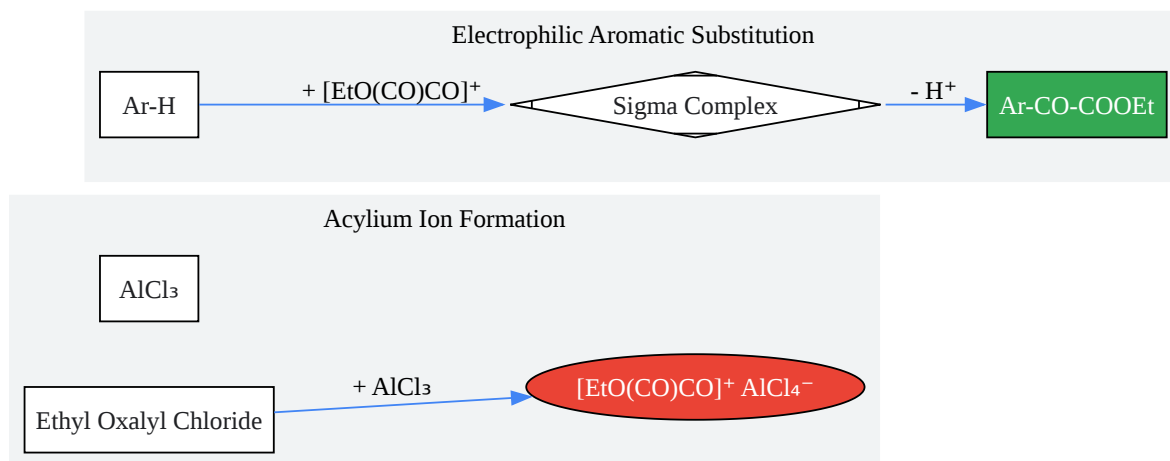 Electrophilic Aromatic Substitution
Ar-H
+ [EtO(CO)CO]⁺
Sigma Complex
- H⁺
Ar-CO-COOEt
Acylium Ion Formation
AlCl₃
Ethyl Oxalyl Chloride
+ AlCl₃
[EtO(CO)CO]⁺ AlCl₄⁻